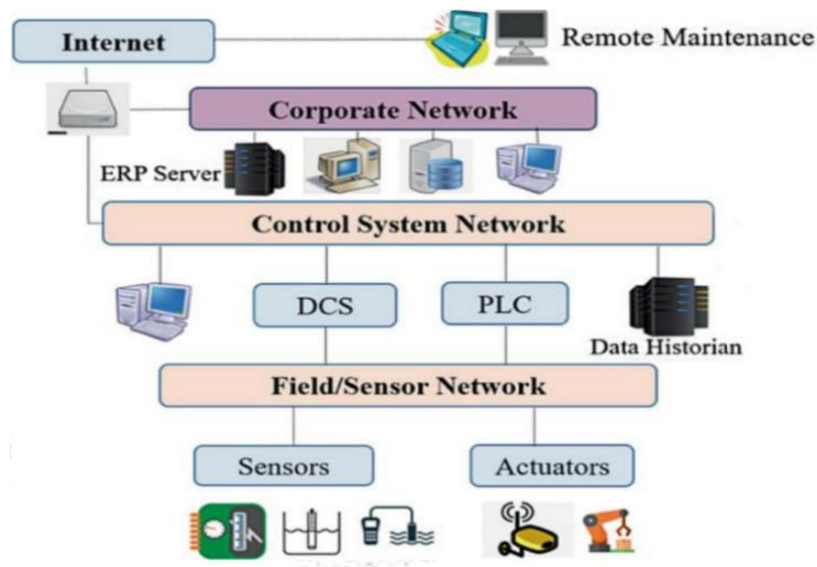 Internet
Remote Maintenance
Corporate Network
ERP Server
Control System Network
DCS
PLC
Data Historian
Field/Sensor Network
Sensors
Actuators